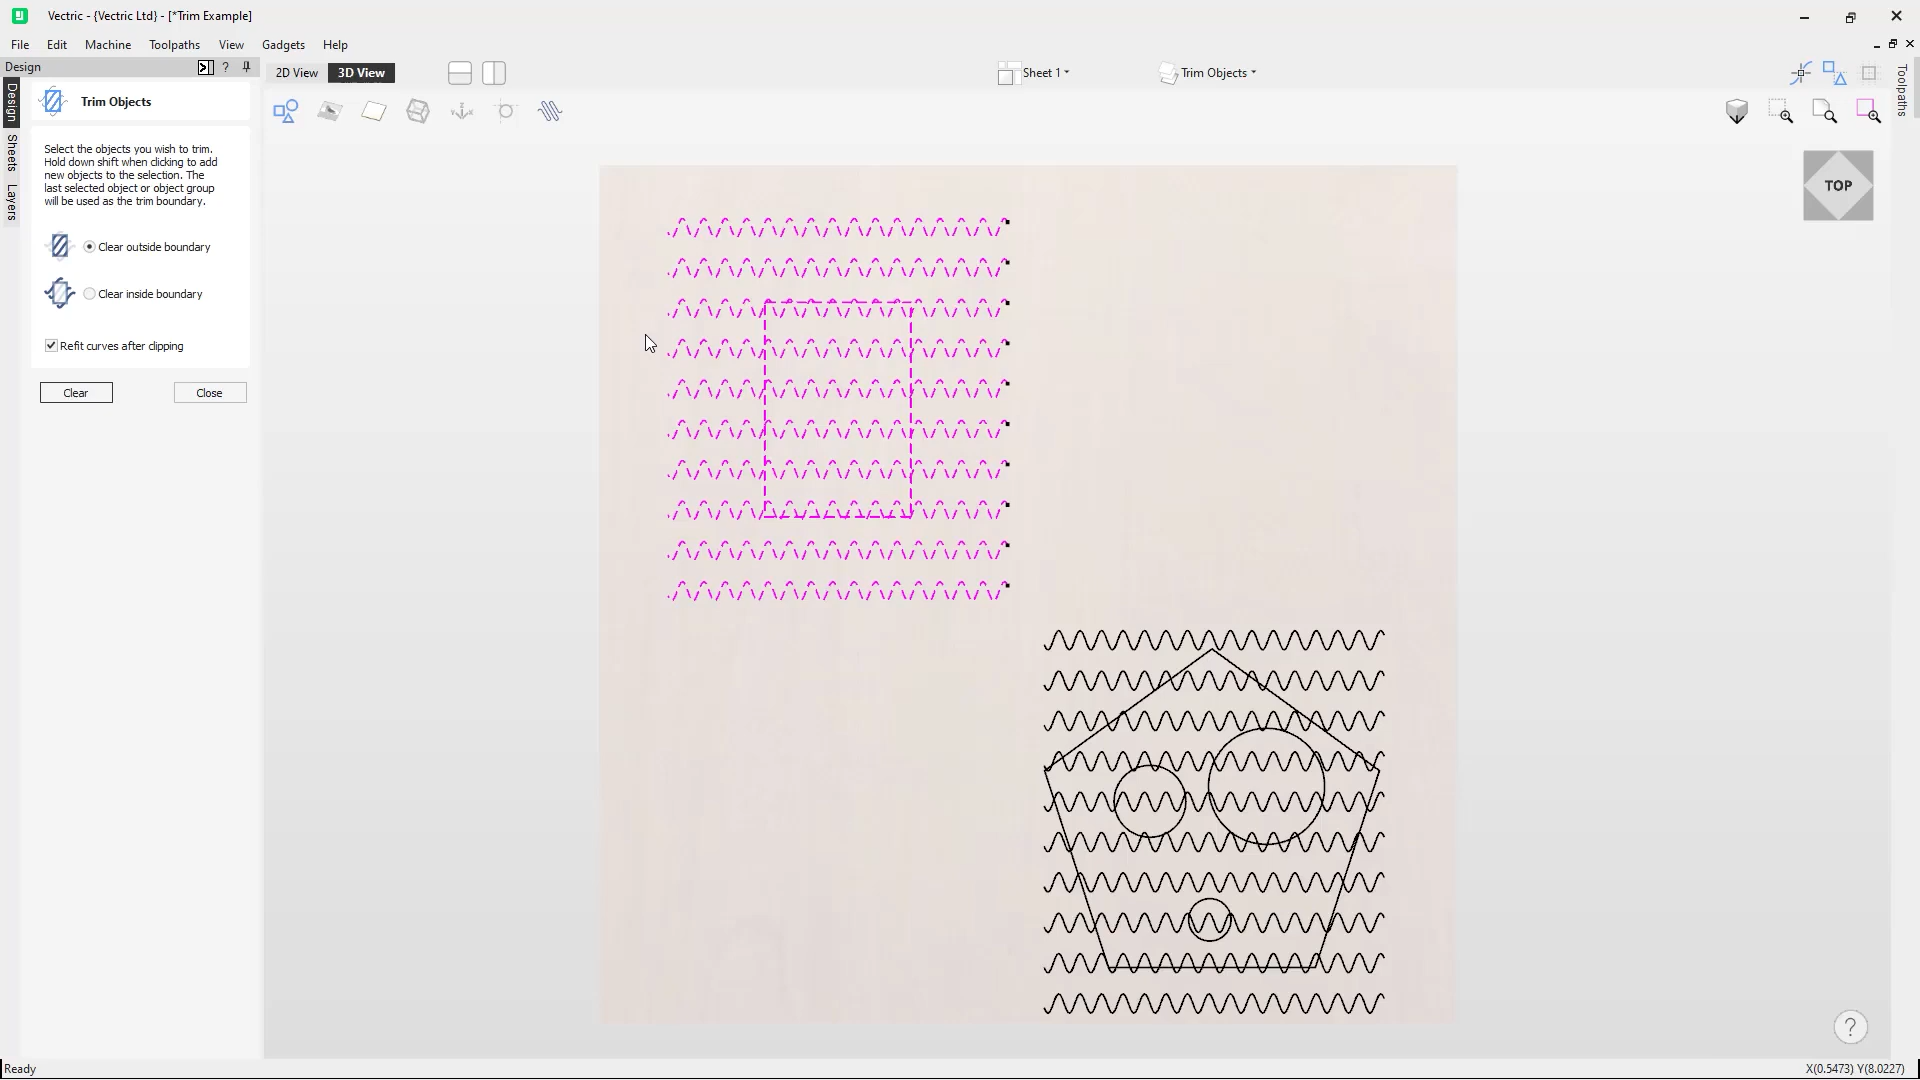 Vectric - {Vectric Ltd} - [*Trim Example]
File Edit Machine Toolpaths View Gadgets Help
Design
2D View 3D View Sheet 1 Trim Objects
Toolpaths
Design
Sheets
Layers
Trim Objects
Select the objects you wish to trim.
Hold down shift when clicking to add
new objects to the selection. The
last selected object or object group
will be used as the trim boundary.
Clear outside boundary
Clear inside boundary
Refit curves after clipping
Clear Close
TOP
?
Ready X(0.5473) Y(8.0227)